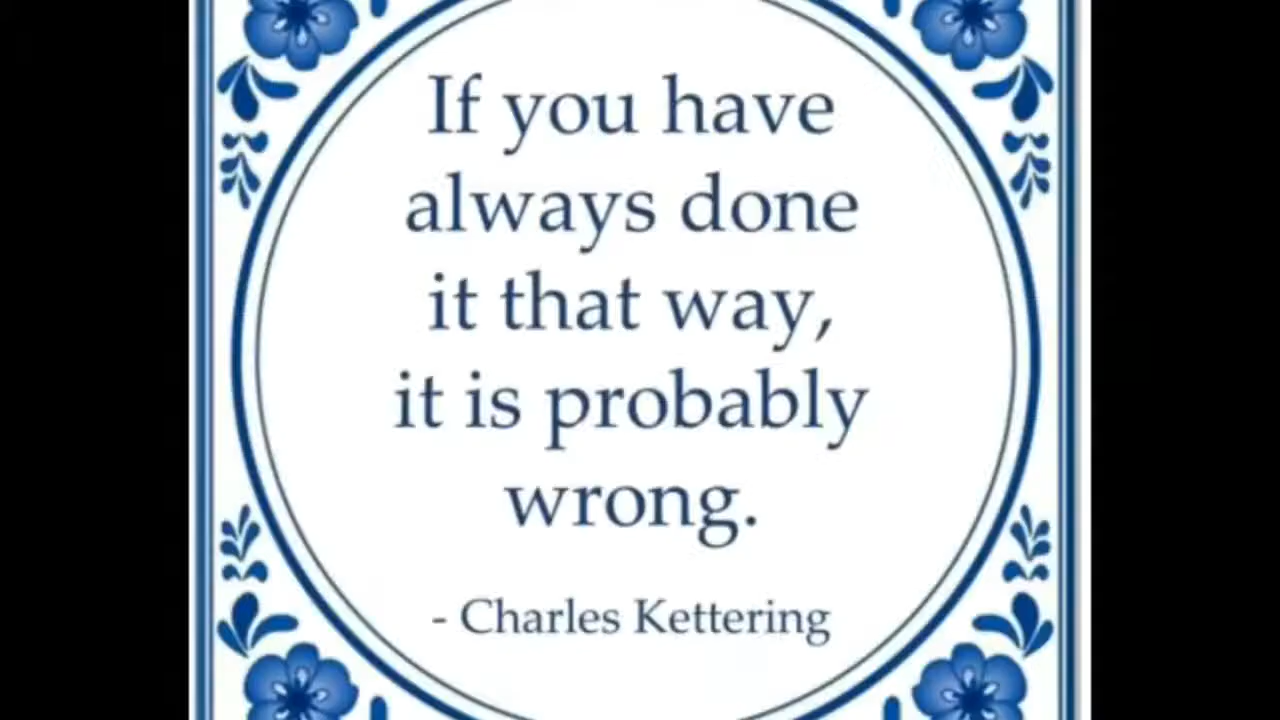 If you have
always done
it that way,
it is probably
wrong.
- Charles Kettering